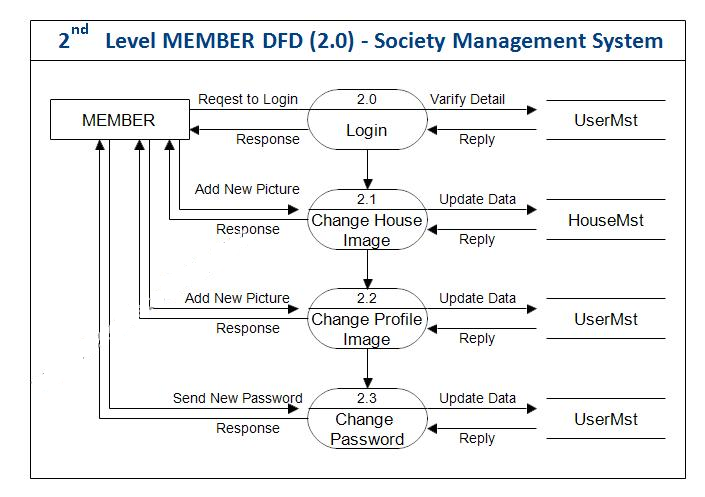 2nd Level MEMBER DFD (2.0) - Society Management System
MEMBER
Reqest to Login
Response
2.0
Login
Varify Detail
Reply
UserMst
Add New Picture
Response
2.1
Change House
Image
Update Data
Reply
HouseMst
Add New Picture
Response
2.2
Change Profile
Image
Update Data
Reply
UserMst
Send New Password
Response
2.3
Change
Password
Update Data
Reply
UserMst